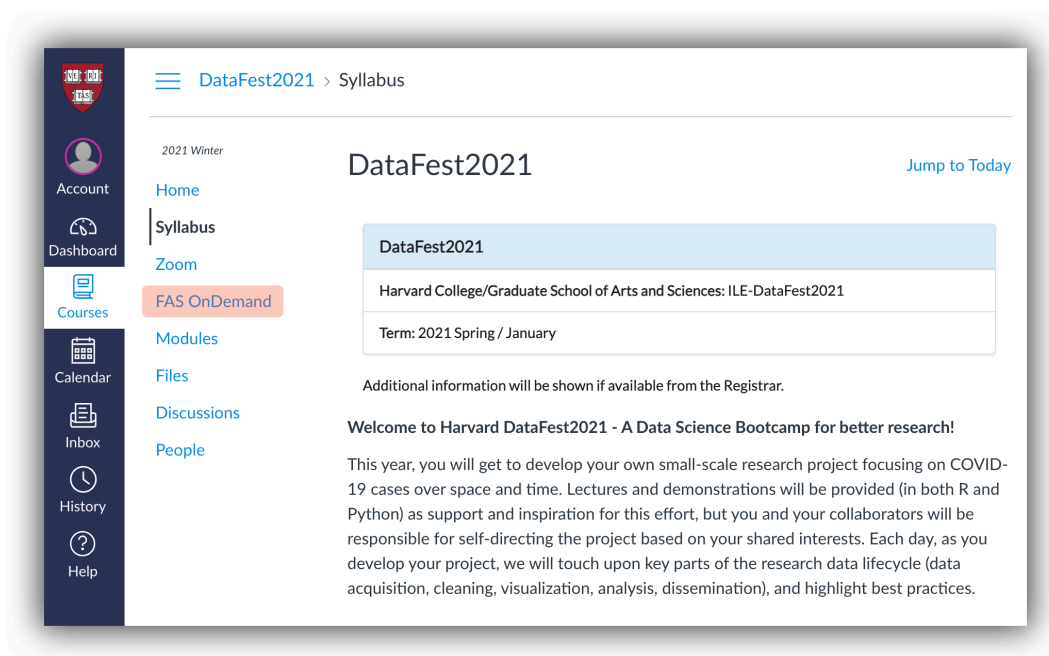 VE RI
TAS
DataFest2021 > Syllabus
Account
Dashboard
Courses
Calendar
Inbox
History
Help
2021 Winter
Home
Syllabus
Zoom
FAS OnDemand
Modules
Files
Discussions
People
DataFest2021
Jump to Today
DataFest2021
Harvard College/Graduate School of Arts and Sciences: ILE-DataFest2021
Term: 2021 Spring / January
Additional information will be shown if available from the Registrar.
Welcome to Harvard DataFest2021 - A Data Science Bootcamp for better research!
This year, you will get to develop your own small-scale research project focusing on COVID-
19 cases over space and time. Lectures and demonstrations will be provided (in both R and
Python) as support and inspiration for this effort, but you and your collaborators will be
responsible for self-directing the project based on your shared interests. Each day, as you
develop your project, we will touch upon key parts of the research data lifecycle (data
acquisition, cleaning, visualization, analysis, dissemination), and highlight best practices.